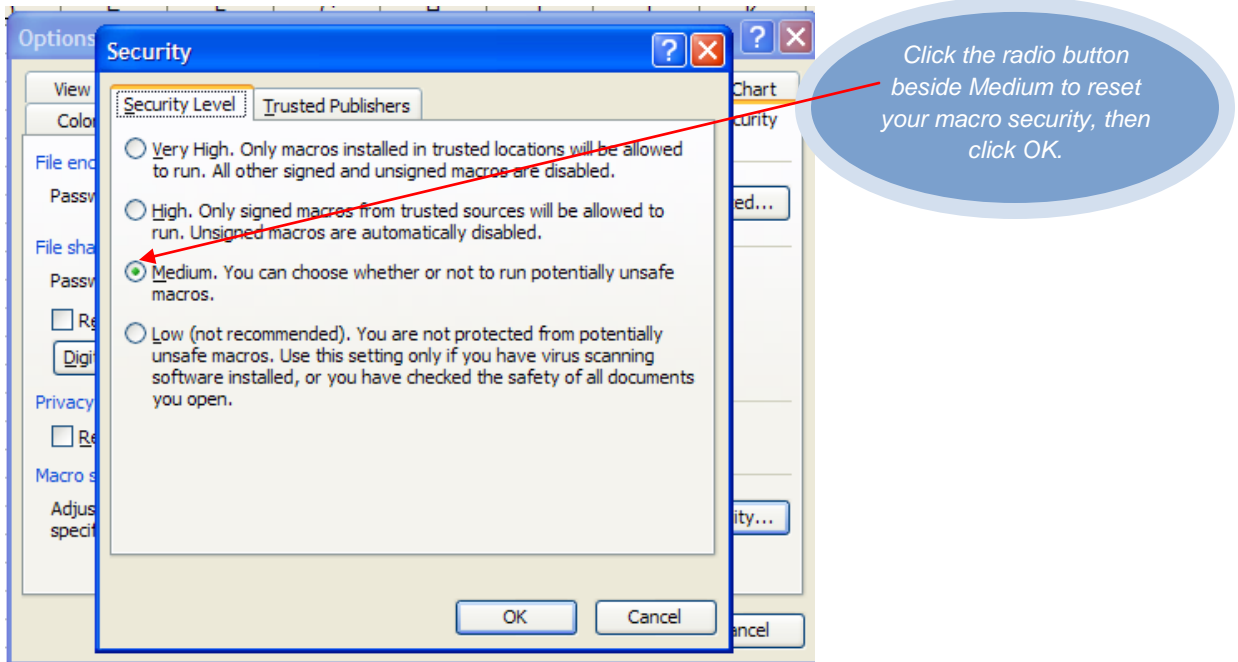 Options
Security
View
Security Level
Trusted Publishers
Chart
Color
curity
Very High. Only macros installed in trusted locations will be allowed
to run. All other signed and unsigned macros are disabled.
High. Only signed macros from trusted sources will be allowed to
run. Unsigned macros are automatically disabled.
Medium. You can choose whether or not to run potentially unsafe
macros.
Low (not recommended). You are not protected from potentially
unsafe macros. Use this setting only if you have virus scanning
software installed, or you have checked the safety of all documents
you open.
File enc
Passw
ed...
File sha
Passw
Re
Digi
Privacy
Re
Macro s
Adjus
specif
ity...
OK
Cancel
ancel
Click the radio button
beside Medium to reset
your macro security, then
click OK.